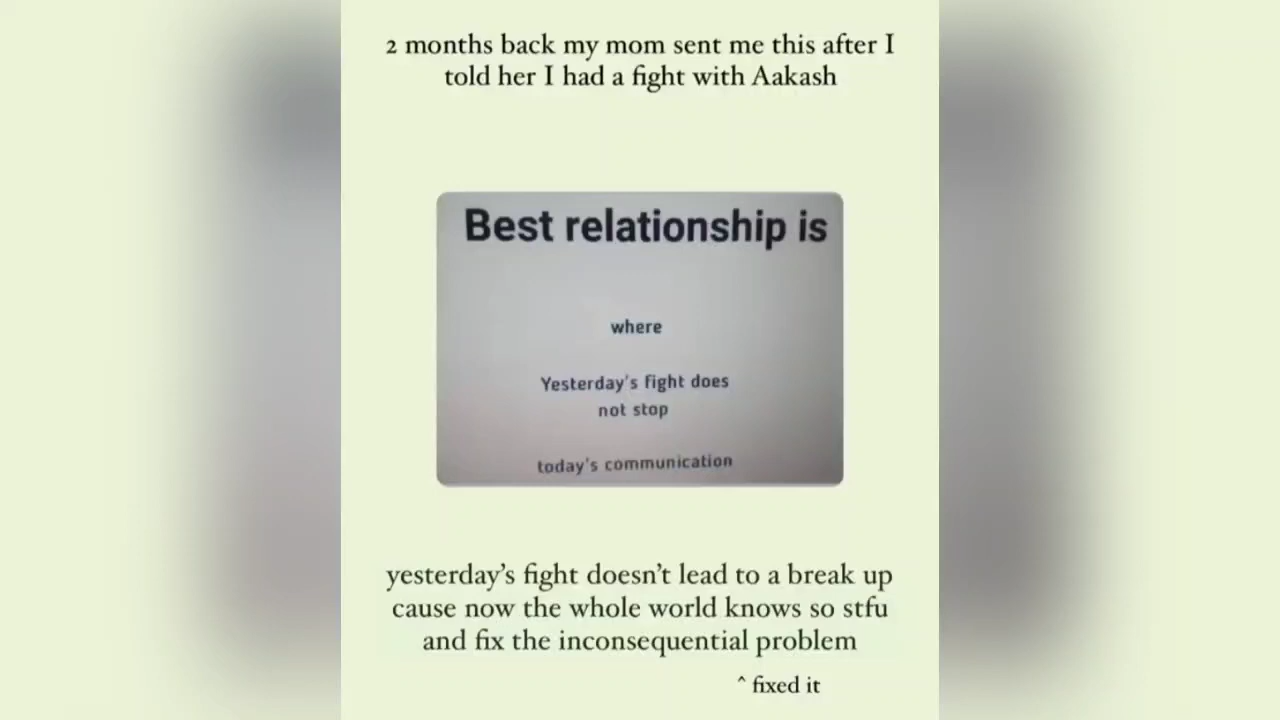 2 months back my mom sent me this after I
told her I had a fight with Aakash
Best relationship is
where
Yesterday's fight does
not stop
today's communication
yesterday's fight doesn't lead to a break up
cause now the whole world knows so stfu
and fix the inconsequential problem
^ fixed it